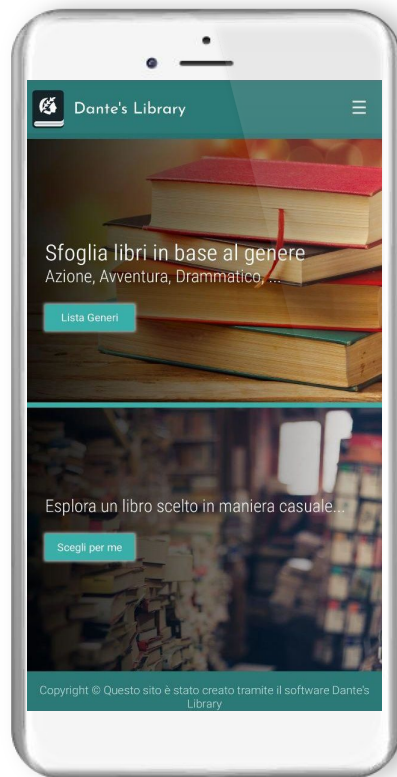 Dante's Library
Sfoglia libri in base al genere
Azione, Avventura, Drammatico, ...
Lista Generi
Esplora un libro scelto in maniera casuale...
Scegli per me
Copyright © Questo sito è stato creato tramite il software Dante's
Library